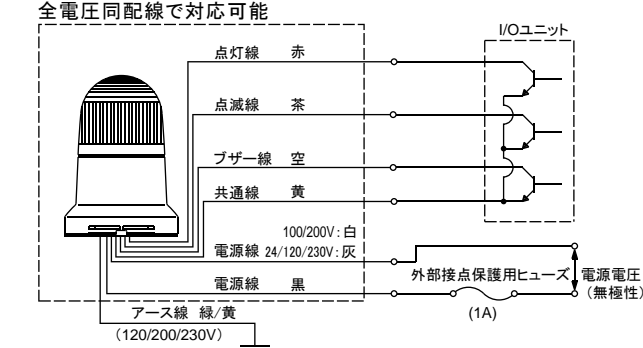 全電圧同配線で対応可能
I/Oユニット
点灯線 赤
点滅線 茶
ブザー線 空
共通線 黄
100/200V：白
電源線 24/120/230V：灰
外部接点保護用ヒューズ
電源電圧
（無極性）
電源線 黒
(1A)
アース線 緑/黄
（120/200/230V）